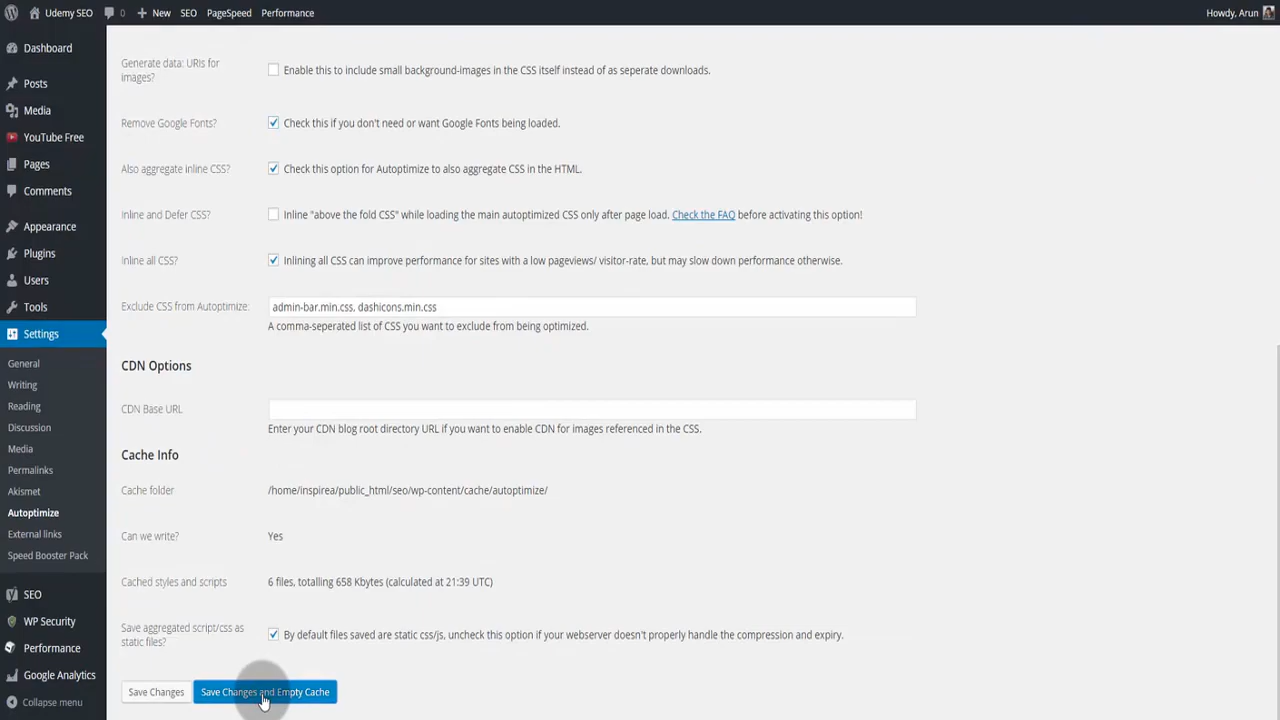 Udemy SEO 0 New SEO PageSpeed Performance Howdy, Arun
Dashboard
Posts
Media
YouTube Free
Pages
Comments
Appearance
Plugins
Users
Tools
Settings
General
Writing
Reading
Discussion
Media
Permalinks
Akismet
Autoptimize
External links
Speed Booster Pack
SEO
WP Security
Performance
Google Analytics
Collapse menu
Generate data: URIs for
images?
Enable this to include small background-images in the CSS itself instead of as seperate downloads.
Remove Google Fonts?
Check this if you don't need or want Google Fonts being loaded.
Also aggregate inline CSS?
Check this option for Autoptimize to also aggregate CSS in the HTML.
Inline and Defer CSS?
Inline "above the fold CSS" while loading the main autoptimized CSS only after page load. Check the FAQ before activating this option!
Inline all CSS?
Inlining all CSS can improve performance for sites with a low pageviews/ visitor-rate, but may slow down performance otherwise.
Exclude CSS from Autoptimize:
admin-bar.min.css, dashicons.min.css
A comma-seperated list of CSS you want to exclude from being optimized.
CDN Options
CDN Base URL
Enter your CDN blog root directory URL if you want to enable CDN for images referenced in the CSS.
Cache Info
Cache folder
/home/inspirea/public_html/seo/wp-content/cache/autoptimize/
Can we write?
Yes
Cached styles and scripts
6 files, totalling 658 Kbytes (calculated at 21:39 UTC)
Save aggregated script/css as
static files?
By default files saved are static css/js, uncheck this option if your webserver doesn't properly handle the compression and expiry.
Save Changes
Save Changes and Empty Cache